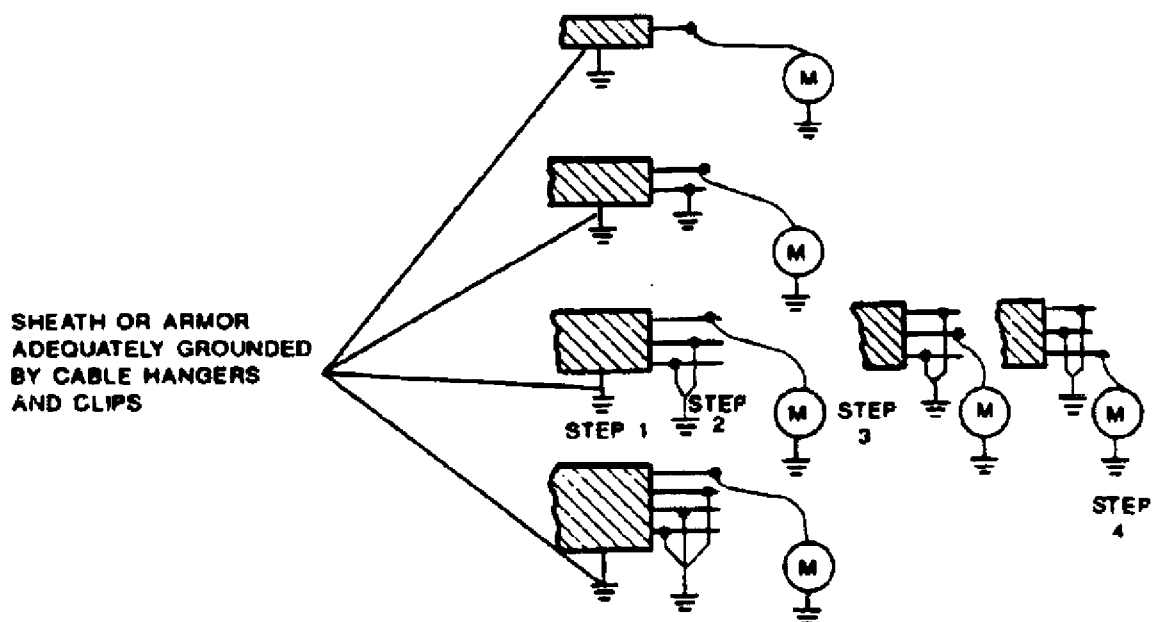 M
M
SHEATH OR ARMOR
ADEQUATELY GROUNDED
BY CABLE HANGERS
AND CLIPS
STEP 1
STEP
2
M
STEP
3
M
M
STEP
4
M